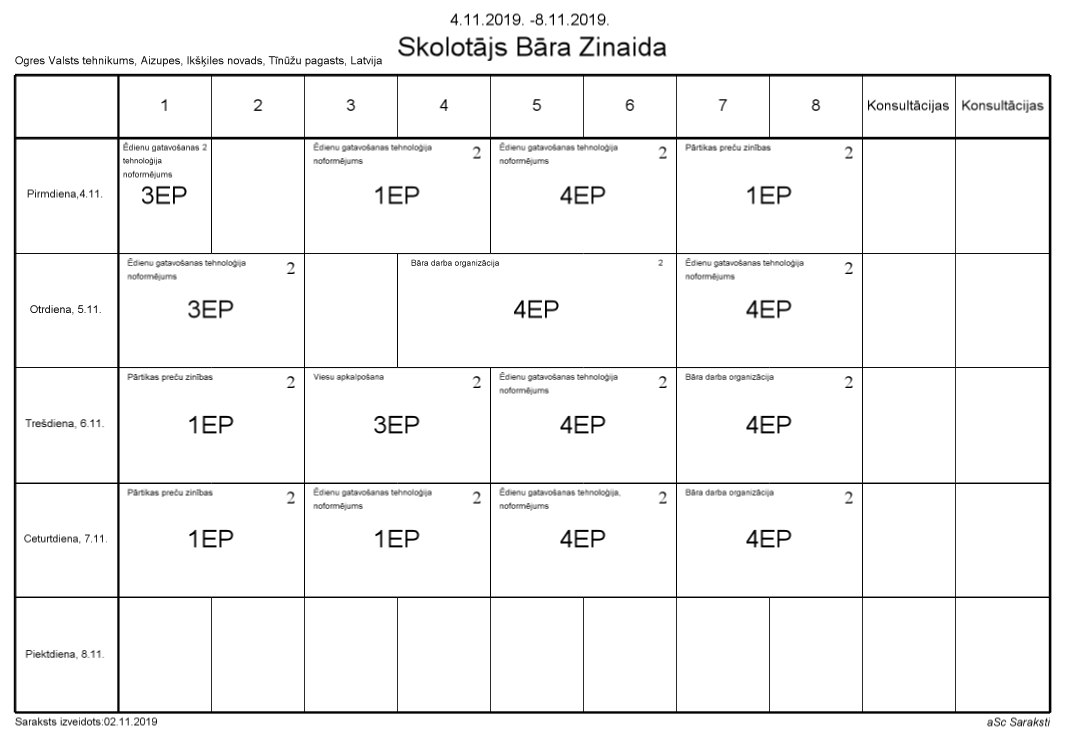 4.11.2019. -8.11.2019.
Skolotājs Bāra Zinaida
Ogres Valsts tehnikums, Aizupes, Ikšķiles novads, Tīnūžu pagasts, Latvija
1 2 3 4 5 6 7 8 Konsultācijas Konsultācijas
Pirmdiena,4.11.
Ēdienu gatavošanas 2
tehnoloģija
noformējums
3EP
Ēdienu gatavošanas tehnoloģija 2
noformējums
1EP
Ēdienu gatavošanas tehnoloģija 2
noformējums
4EP
Pārtikas preču zinības 2
1EP
Otrdiena, 5.11.
Ēdienu gatavošanas tehnoloģija 2
noformējums
3EP
Bāra darba organizācija 2
4EP
Ēdienu gatavošanas tehnoloģija 2
noformējums
4EP
Trešdiena, 6.11.
Pārtikas preču zinības 2
1EP
Viesu apkalpošana 2
3EP
Ēdienu gatavošanas tehnoloģija 2
noformējums
4EP
Bāra darba organizācija 2
4EP
Ceturtdiena, 7.11.
Pārtikas preču zinības 2
1EP
Ēdienu gatavošanas tehnoloģija 2
noformējums
1EP
Ēdienu gatavošanas tehnoloģija, 2
noformējums
4EP
Bāra darba organizācija 2
4EP
Piektdiena, 8.11.
Saraksts izveidots:02.11.2019
aSc Saraksti